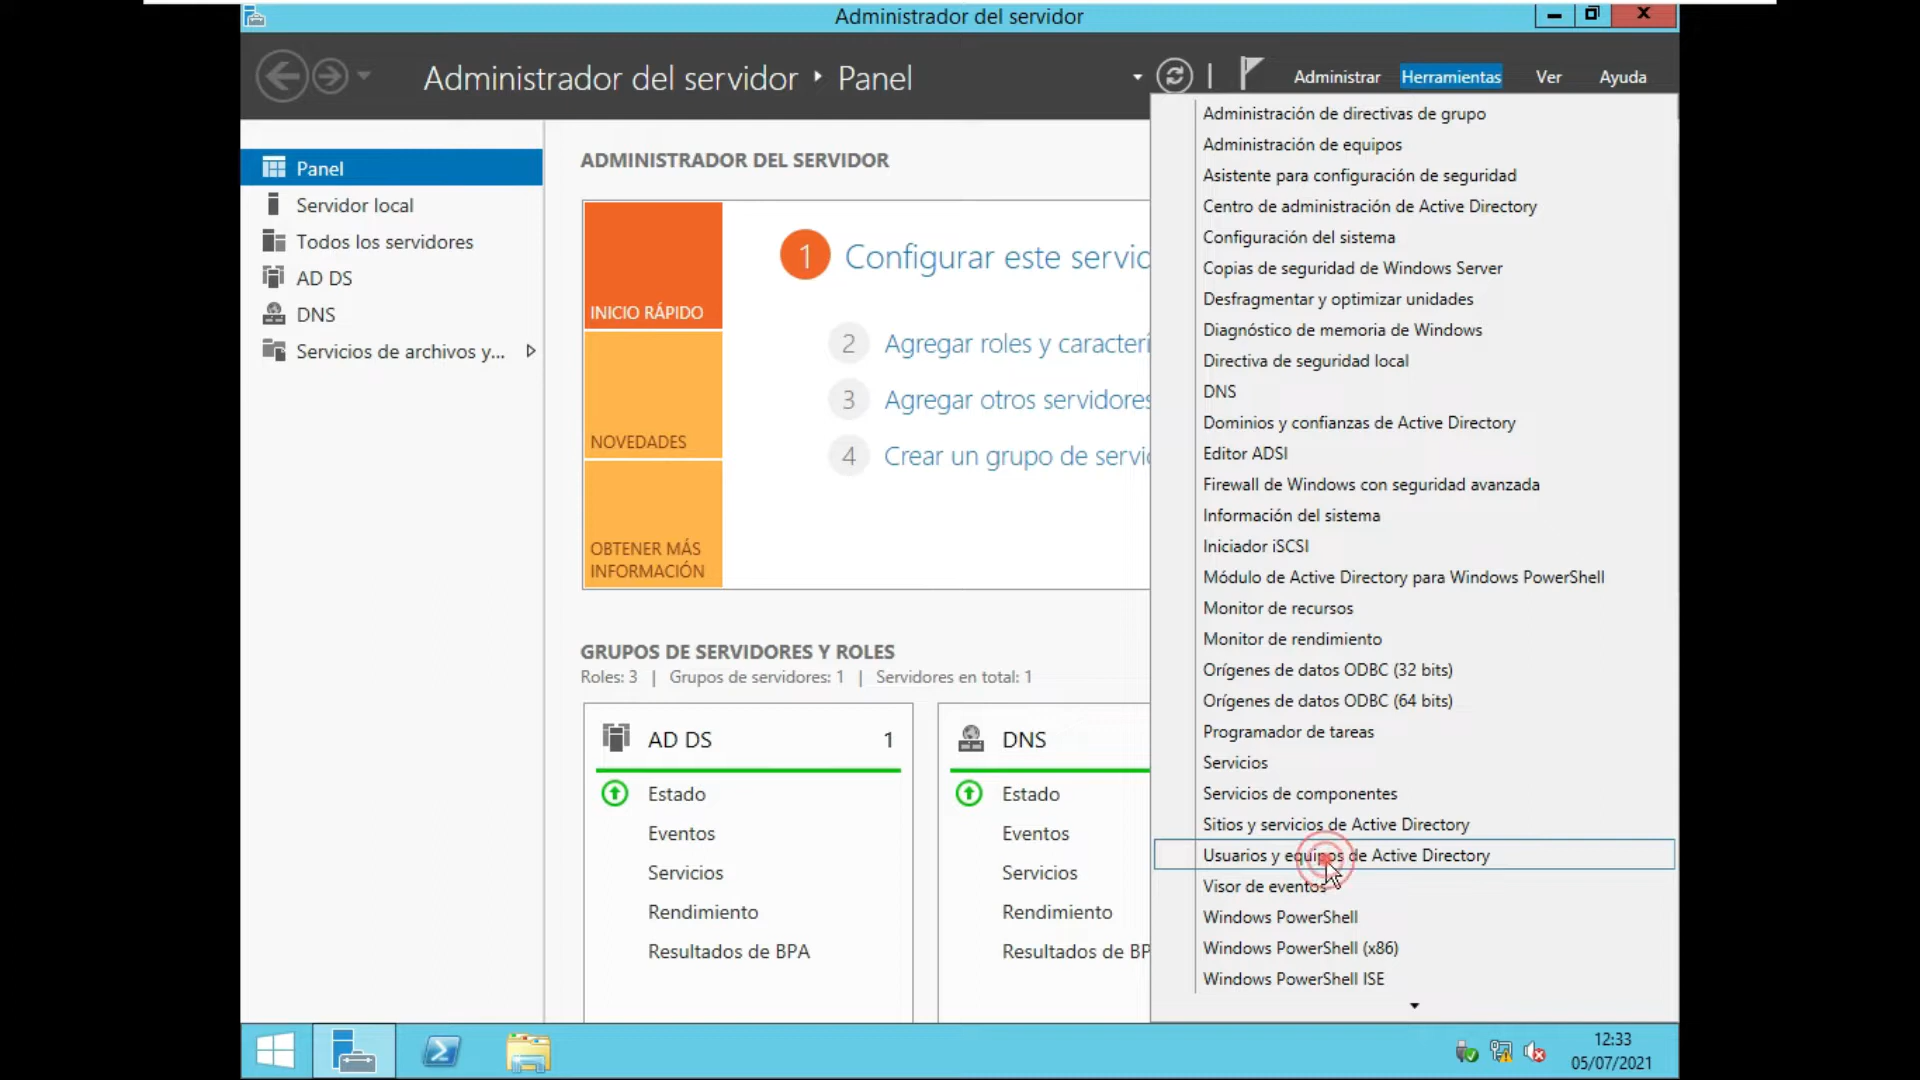 Administrador del servidor
Administrador del servidor ‣ Panel
Administrar Herramientas Ver Ayuda
Panel
Servidor local
Todos los servidores
AD DS
DNS
Servicios de archivos y...
ADMINISTRADOR DEL SERVIDOR
INICIO RÁPIDO
NOVEDADES
OBTENER MÁS
INFORMACIÓN
1 Configurar este servid
2 Agregar roles y caracterí
3 Agregar otros servidores
4 Crear un grupo de servi
GRUPOS DE SERVIDORES Y ROLES
Roles: 3 | Grupos de servidores: 1 | Servidores en total: 1
AD DS 1
Estado
Eventos
Servicios
Rendimiento
Resultados de BPA
DNS
Estado
Eventos
Servicios
Rendimiento
Resultados de BP
Administración de directivas de grupo
Administración de equipos
Asistente para configuración de seguridad
Centro de administración de Active Directory
Configuración del sistema
Copias de seguridad de Windows Server
Desfragmentar y optimizar unidades
Diagnóstico de memoria de Windows
Directiva de seguridad local
DNS
Dominios y confianzas de Active Directory
Editor ADSI
Firewall de Windows con seguridad avanzada
Información del sistema
Iniciador iSCSI
Módulo de Active Directory para Windows PowerShell
Monitor de recursos
Monitor de rendimiento
Orígenes de datos ODBC (32 bits)
Orígenes de datos ODBC (64 bits)
Programador de tareas
Servicios
Servicios de componentes
Sitios y servicios de Active Directory
Usuarios y equipos de Active Directory
Visor de eventos
Windows PowerShell
Windows PowerShell (x86)
Windows PowerShell ISE
12:33
05/07/2021